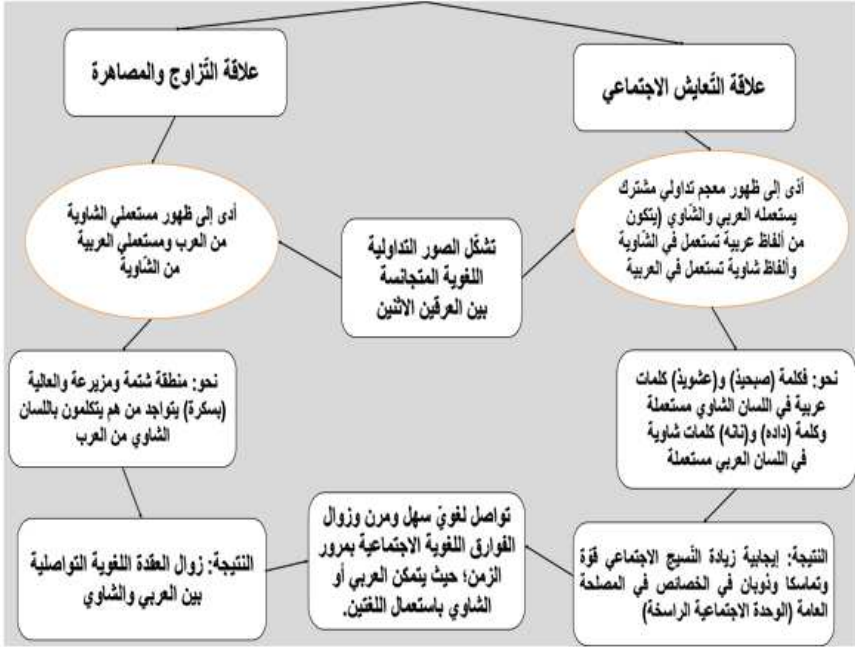 علاقة التّعايش الاجتماعي
علاقة التّزاوج والمصاهرة
أدّى إلى ظهور معجم تداولي مشترك
يستعمله العربي والشّاوي (يتكون
من ألفاظ عربية تستعمل في الشّاوية
وألفاظ شاوية تستعمل في العربية
تشكّل الصور التداولية
اللغوية المتجانسة
بين العرقين الاثنين
أدى إلى ظهور مستعملي الشاوية
من العرب ومستعملي العربية
من الشّاوية
نحو: فكلمة (صبحيذ) و(عشويذ) كلمات
عربية في اللسان الشاوي مستعملة
وكلمة (داده) و(نانه) كلمات شاوية
في اللسان العربي مستعملة
نحو: منطقة شتمة ومزيرعة والعالية
(بسكرة) يتواجد من هم يتكلمون باللسان
الشاوي من العرب
النتيجة: إيجابية زيادة النّسيج الاجتماعي قوّة
وتماسكا وذوبان في الخصائص في المصلحة
العامة (الوحدة الاجتماعية الراسخة)
تواصل لغويّ سهل ومرن وزوال
الفوارق اللغوية الاجتماعية بمرور
الزمن؛ حيث يتمكن العربي أو
الشاوي باستعمال اللغتين.
النتيجة: زوال العقدة اللغوية التواصلية
بين العربي والشاوي